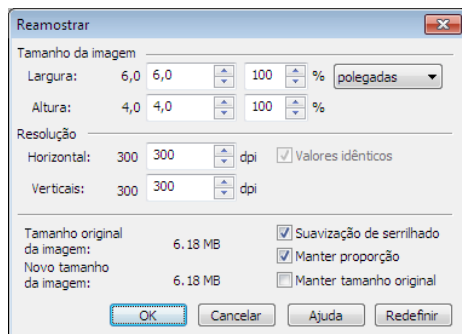 Reamostrar
Tamanho da imagem
Largura: 6,0 6,0 100 % polegadas
Altura: 4,0 4,0 100 %
Resolução
Horizontal: 300 300 dpi Valores idênticos
Verticais: 300 300 dpi
Tamanho original
da imagem: 6.18 MB Suavização de serrilhado
Manter proporção
Novo tamanho
da imagem: 6.18 MB Manter tamanho original
OK Cancelar Ajuda Redefinir